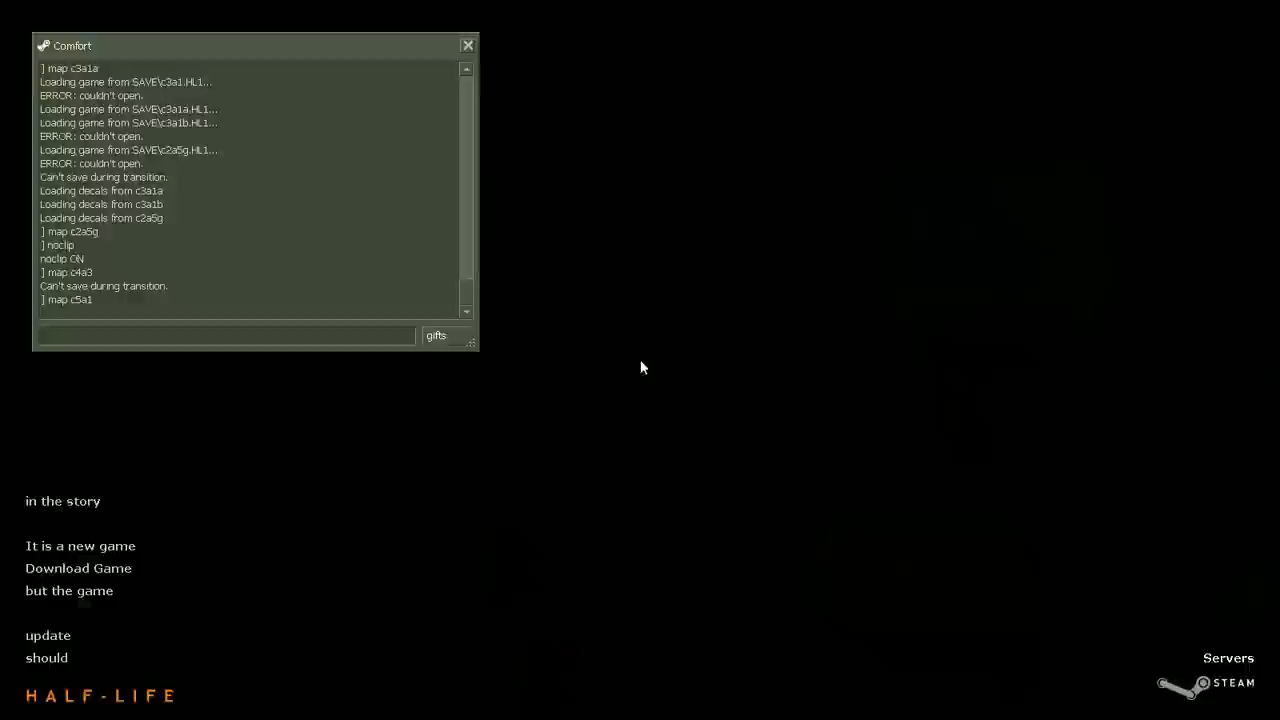 Comfort
] map c3a1a
Loading game from SAVE\c3a1.HL1...
ERROR: couldn't open.
Loading game from SAVE\c3a1a.HL1...
Loading game from SAVE\c3a1b.HL1...
ERROR: couldn't open.
Loading game from SAVE\c2a5g.HL1...
ERROR: couldn't open.
Can't save during transition.
Loading decals from c3a1a
Loading decals from c3a1b
Loading decals from c2a5g
] map c2a5g
] noclip
noclip ON
] map c4a3
Can't save during transition.
] map c5a1
gifts
in the story
It is a new game
Download Game
but the game
update
should
Servers
HALF-LIFE
STEAM